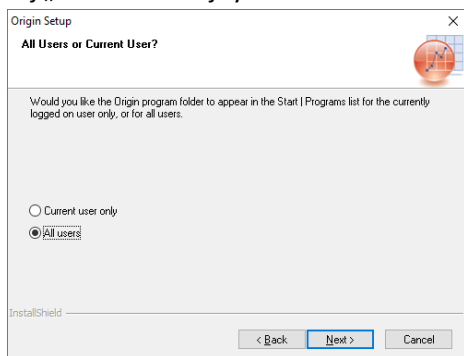 Origin Setup
All Users or Current User?
Would you like the Origin program folder to appear in the Start | Programs list for the currently
logged on user only, or for all users.
Current user only
All users
InstallShield
< Back Next > Cancel